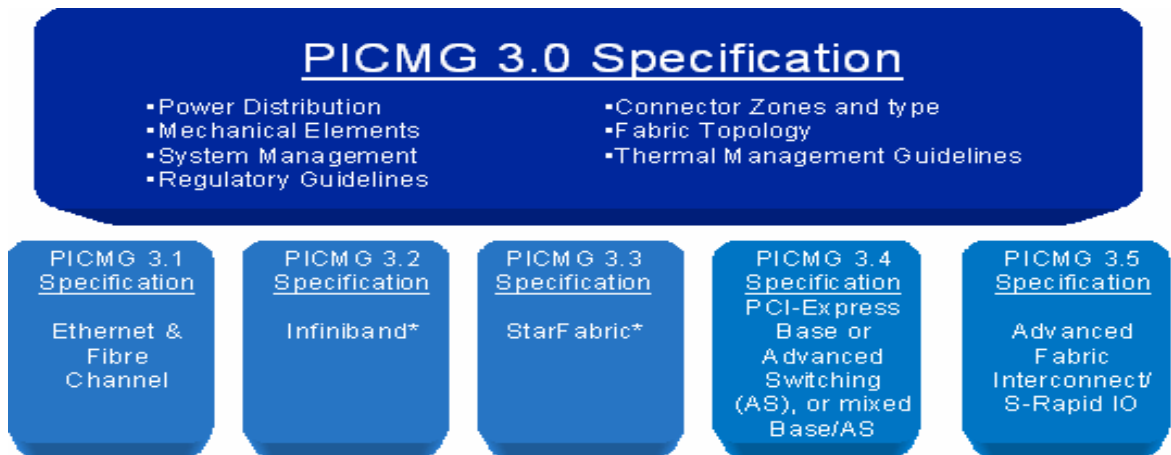 PICMG 3.0 Specification
▪Power Distribution
▪Mechanical Elements
▪System Management
▪Regulatory Guidelines
▪Connector Zones and type
▪Fabric Topology
▪Thermal Management Guidelines
PICMG 3.1
Specification
Ethernet &
Fibre
Channel
PICMG 3.2
Specification
Infiniband*
PICMG 3.3
Specification
StarFabric*
PICMG 3.4
Specification
PCI-Express
Base or
Advanced
Switching
(AS), or mixed
Base/AS
PICMG 3.5
Specification
Advanced
Fabric
Interconnect/
S-Rapid IO